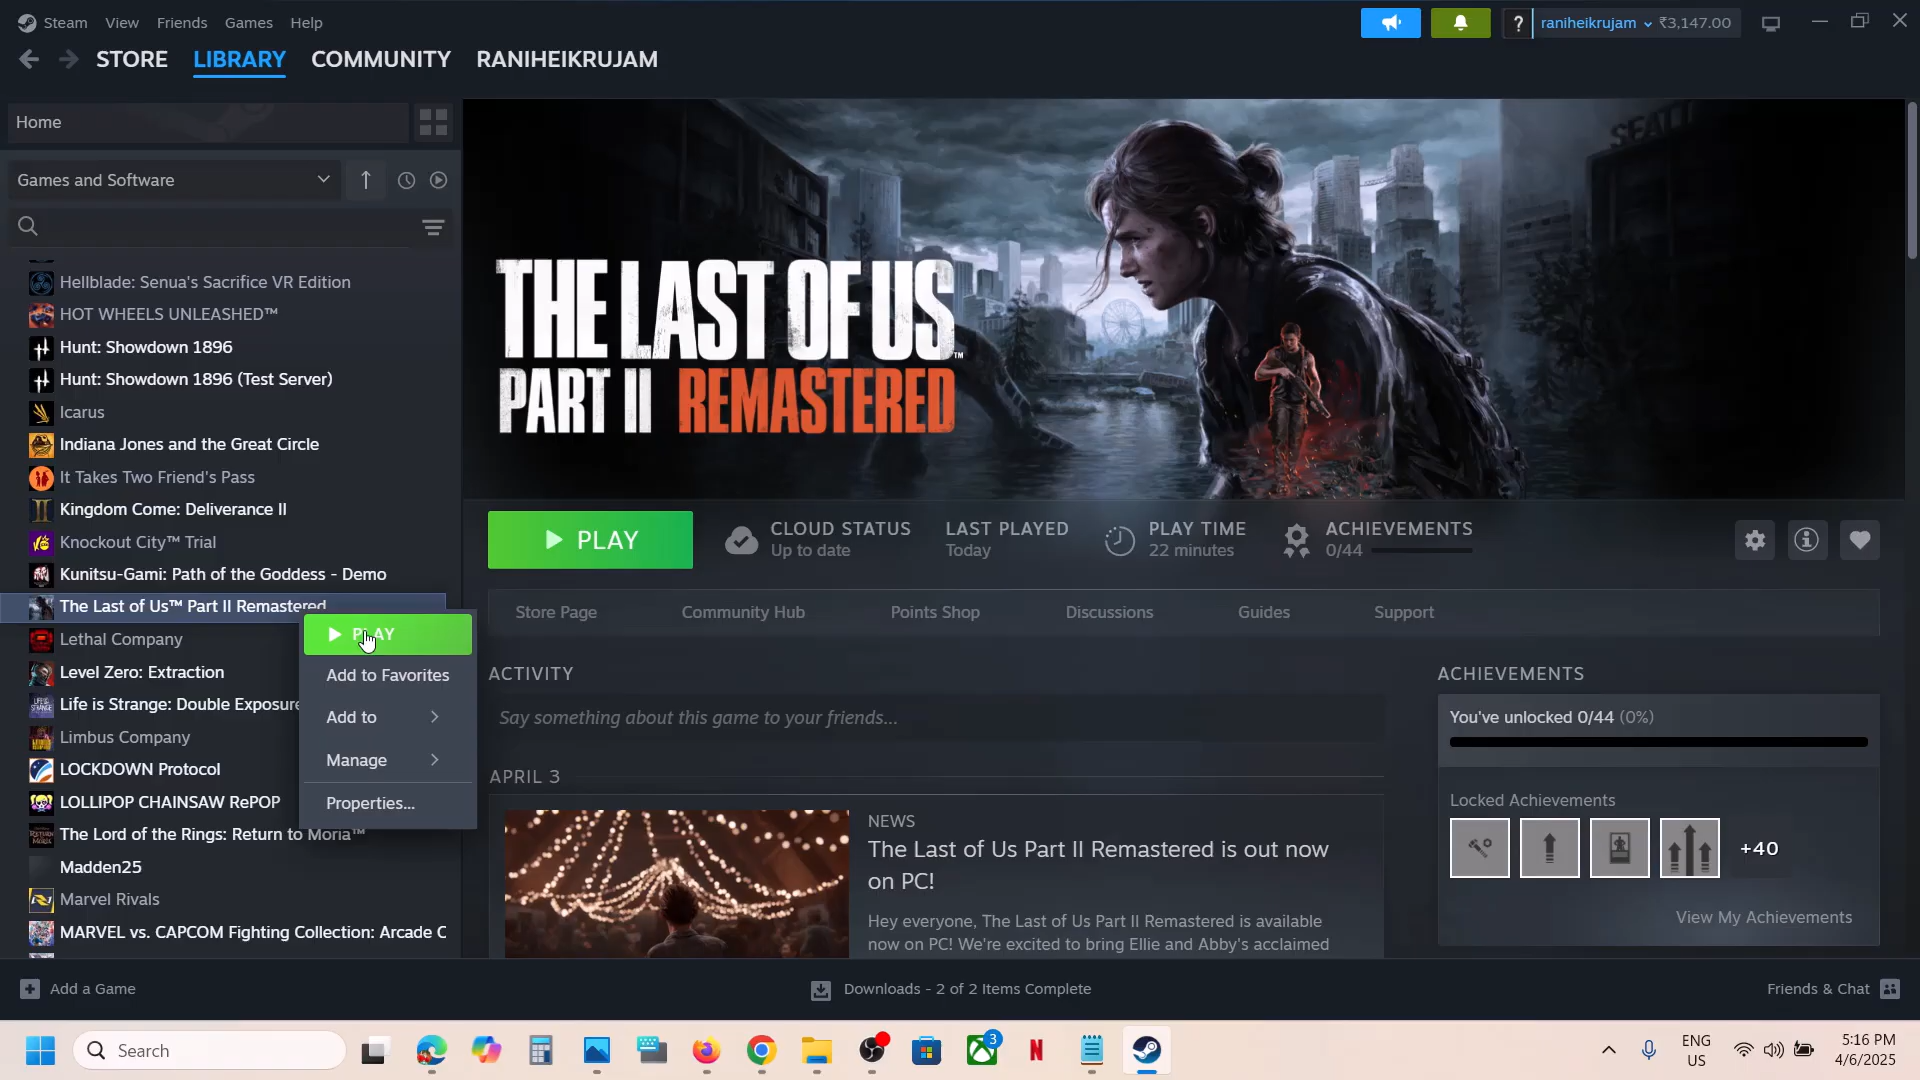 Steam View Friends Games Help
raniheikrujam ₹3,147.00
STORE LIBRARY COMMUNITY RANIHEIKRUJAM
Home
Games and Software
Hellblade: Senua's Sacrifice VR Edition
HOT WHEELS UNLEASHED™
Hunt: Showdown 1896
Hunt: Showdown 1896 (Test Server)
Icarus
Indiana Jones and the Great Circle
It Takes Two Friend's Pass
Kingdom Come: Deliverance II
Knockout City™ Trial
Kunitsu-Gami: Path of the Goddess - Demo
The Last of Us™ Part II Remastered
Lethal Company
Level Zero: Extraction
Life is Strange: Double Exposure
Limbus Company
LOCKDOWN Protocol
LOLLIPOP CHAINSAW RePOP
The Lord of the Rings: Return to Moria™
Madden25
Marvel Rivals
MARVEL vs. CAPCOM Fighting Collection: Arcade C
PLAY
Add to Favorites
Add to
Manage
Properties...
SEATTL
THE LAST OF US™
PART II REMASTERED
PLAY
CLOUD STATUS
Up to date
LAST PLAYED
Today
PLAY TIME
22 minutes
ACHIEVEMENTS
0/44
Store Page Community Hub Points Shop Discussions Guides Support
ACTIVITY
Say something about this game to your friends...
APRIL 3
NEWS
The Last of Us Part II Remastered is out now
on PC!
Hey everyone, The Last of Us Part II Remastered is available
now on PC! We're excited to bring Ellie and Abby's acclaimed
ACHIEVEMENTS
You've unlocked 0/44 (0%)
Locked Achievements
+40
View My Achievements
Add a Game
Downloads - 2 of 2 Items Complete
Friends & Chat
Search
3
N
ENG
US
5:16 PM
4/6/2025